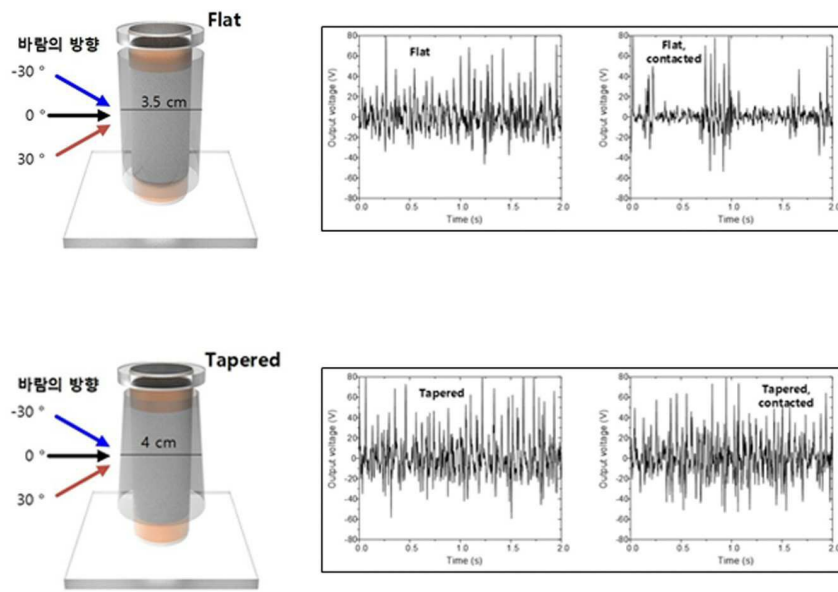 Flat
바람의 방향
-30 °
0 °
30 °
3.5 cm
Flat
Output voltage (V)
80
60
40
20
0
-20
-40
-60
-80
0.0 0.5 1.0 1.5 2.0
Time (s)
Flat,
contacted
Output voltage (V)
80
60
40
20
0
-20
-40
-60
-80
0.0 0.5 1.0 1.5 2.0
Time (s)
Tapered
바람의 방향
-30 °
0 °
30 °
4 cm
Tapered
Output voltage (V)
80
60
40
20
0
-20
-40
-60
-80
0.0 0.5 1.0 1.5 2.0
Time (s)
Tapered,
contacted
Output voltage (V)
80
60
40
20
0
-20
-40
-60
-80
0.0 0.5 1.0 1.5 2.0
Time (s)